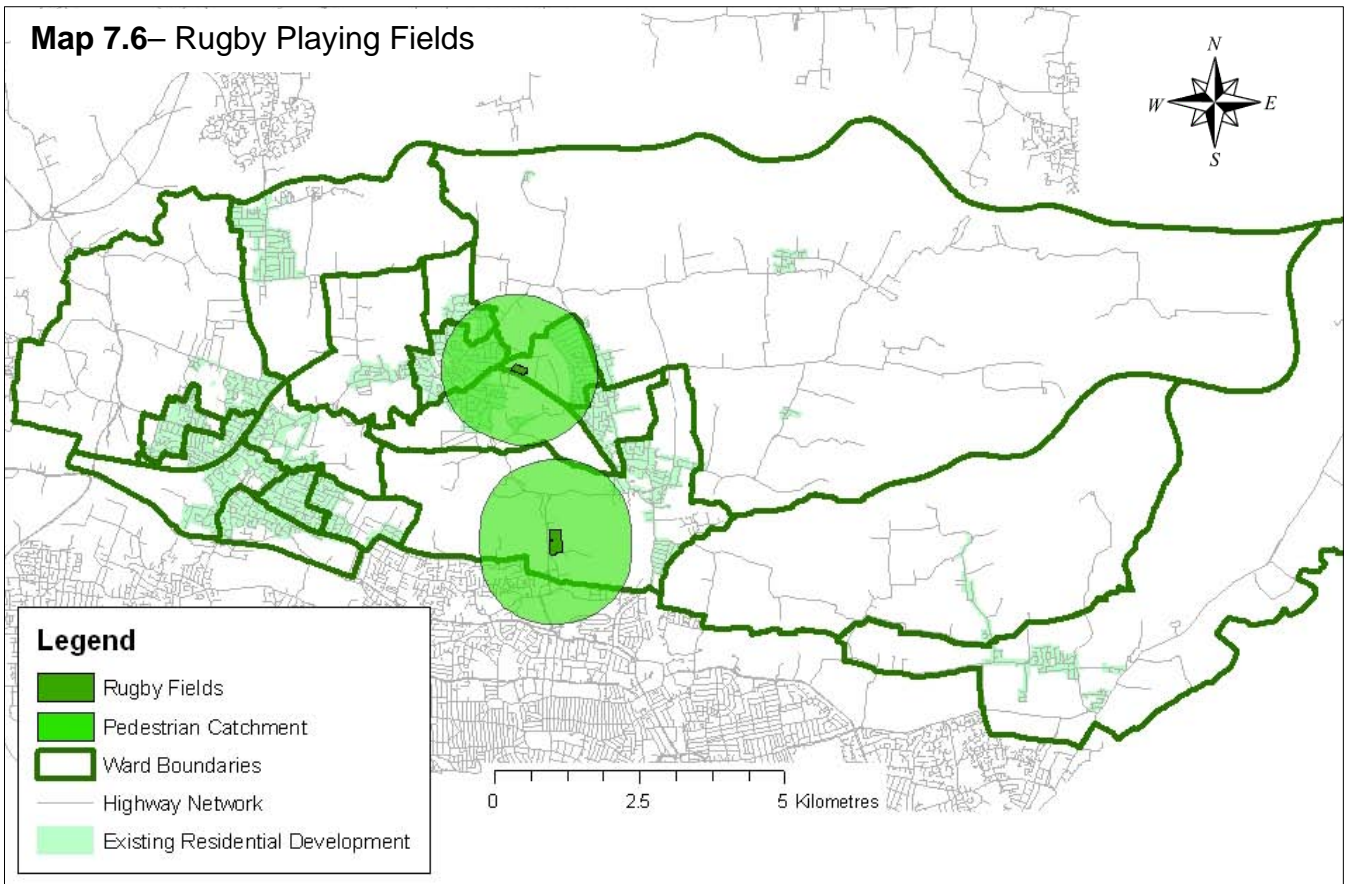 Map 7.6– Rugby Playing Fields
N
W E
S
Legend
Rugby Fields
Pedestrian Catchment
Ward Boundaries
Highway Network
Existing Residential Development
0 2.5 5 Kilometres